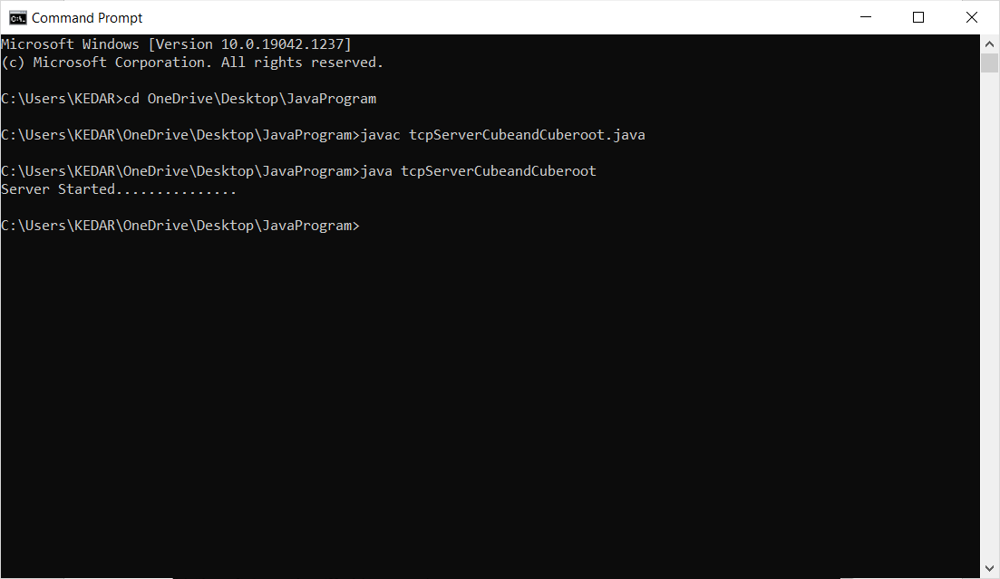 Command Prompt
Microsoft Windows [Version 10.0.19042.1237]
(c) Microsoft Corporation. All rights reserved.
C:\Users\KEDAR>cd OneDrive\Desktop\JavaProgram
C:\Users\KEDAR\OneDrive\Desktop\JavaProgram>javac tcpServerCubeandCuberoot.java
C:\Users\KEDAR\OneDrive\Desktop\JavaProgram>java tcpServerCubeandCuberoot
Server Started...............
C:\Users\KEDAR\OneDrive\Desktop\JavaProgram>